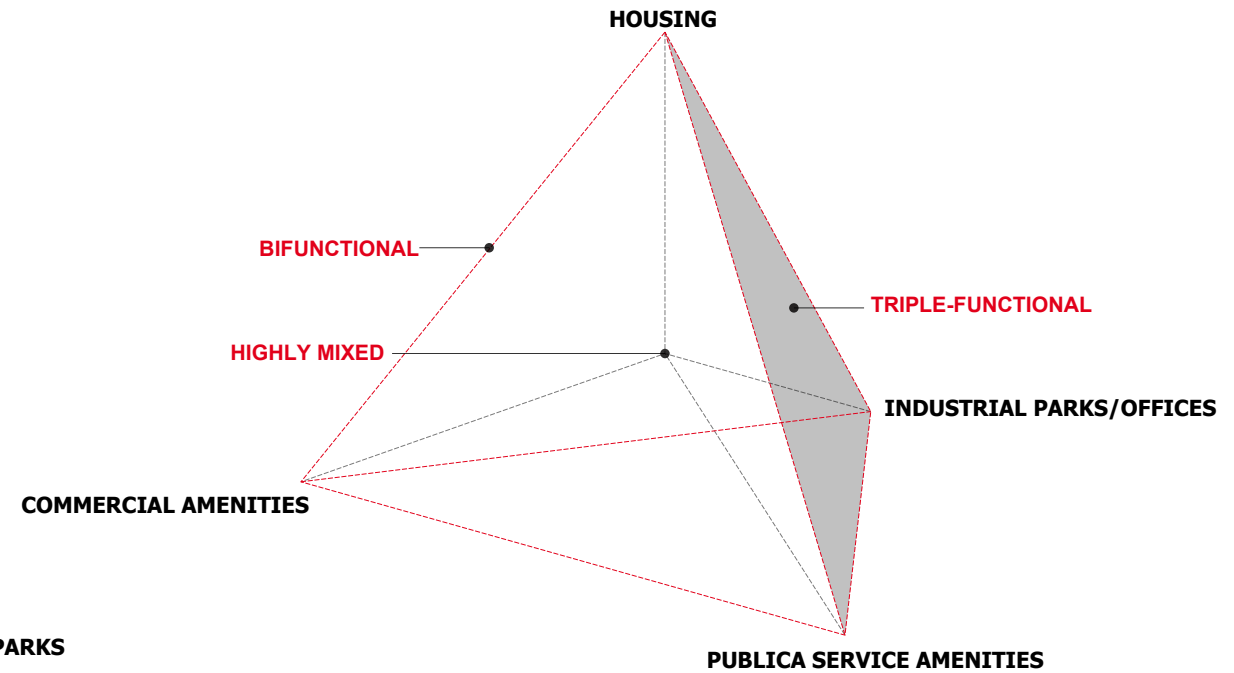 HOUSING
BIFUNCTIONAL
TRIPLE-FUNCTIONAL
HIGHLY MIXED
INDUSTRIAL PARKS/OFFICES
COMMERCIAL AMENITIES
PARKS
PUBLICA SERVICE AMENITIES